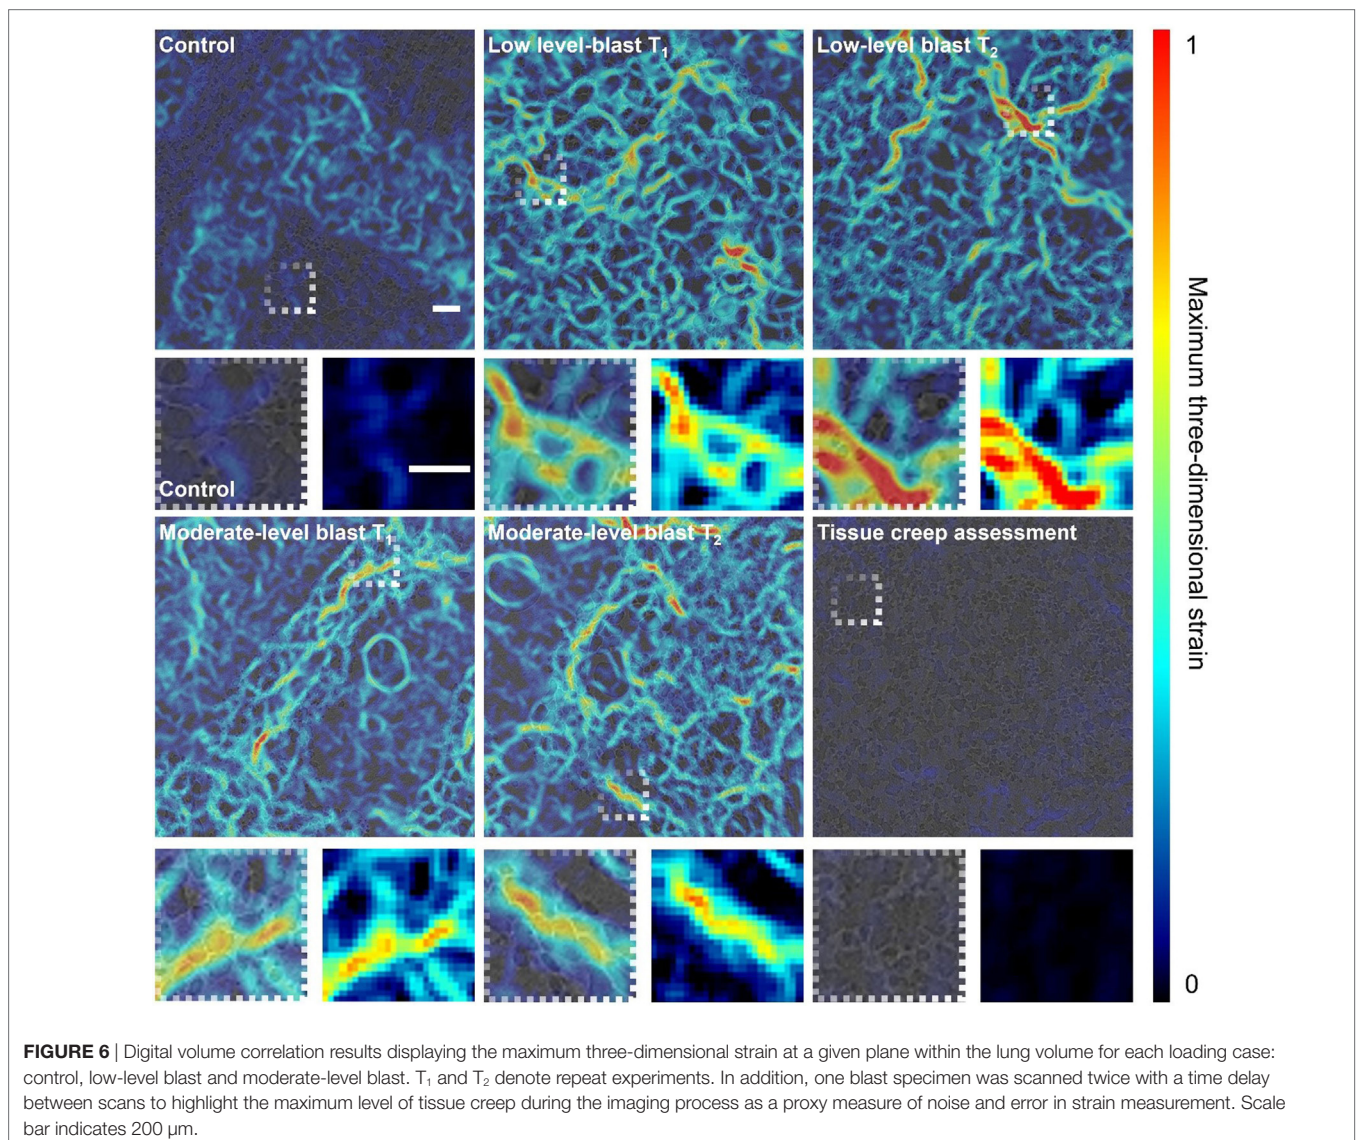 Control
Low level-blast T₁
Low-level blast T₂
1
Maximum three-dimensional strain
Control
Moderate-level blast T₁
Moderate-level blast T₂
Tissue creep assessment
0
FIGURE 6 | Digital volume correlation results displaying the maximum three-dimensional strain at a given plane within the lung volume for each loading case:
control, low-level blast and moderate-level blast. T₁ and T₂ denote repeat experiments. In addition, one blast specimen was scanned twice with a time delay
between scans to highlight the maximum level of tissue creep during the imaging process as a proxy measure of noise and error in strain measurement. Scale
bar indicates 200 µm.